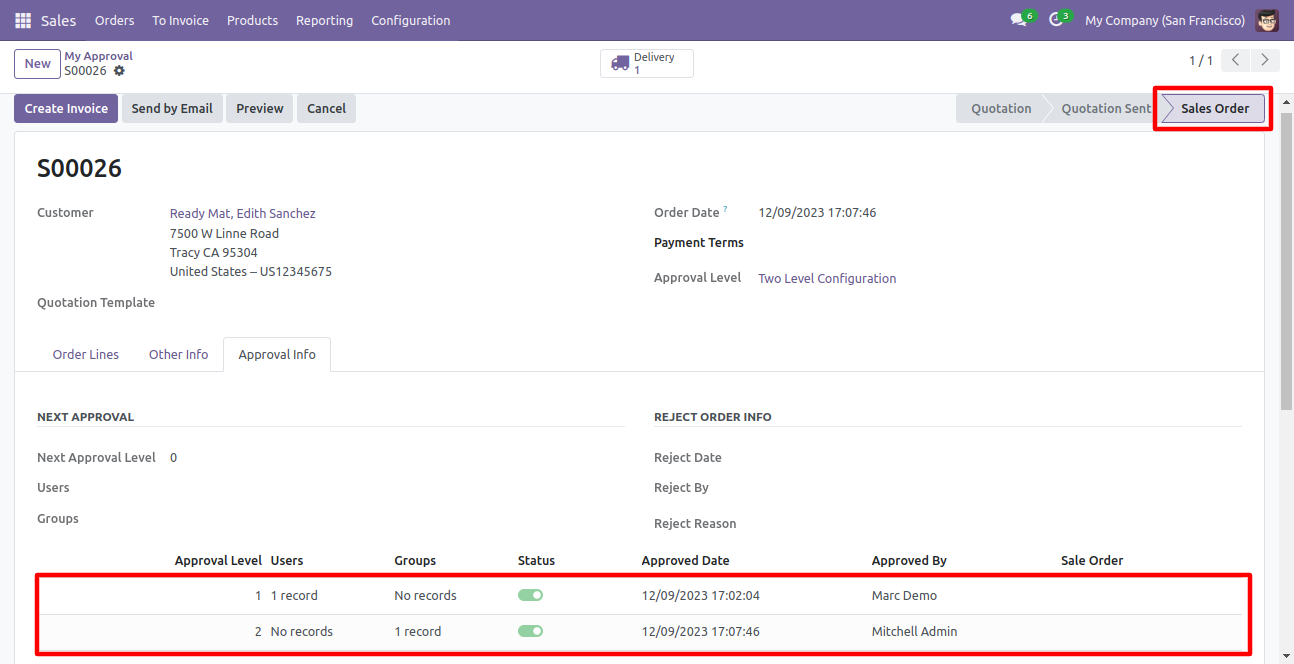 Sales Orders To Invoice Products Reporting Configuration 6 3 My Company (San Francisco)
New My Approval Delivery
S00026 1 1 / 1
Create Invoice Send by Email Preview Cancel Quotation Quotation Sent Sales Order
S00026
Customer Ready Mat, Edith Sanchez Order Date ? 12/09/2023 17:07:46
7500 W Linne Road
Payment Terms
Tracy CA 95304
United States – US12345675
Approval Level Two Level Configuration
Quotation Template
Order Lines Other Info Approval Info
NEXT APPROVAL REJECT ORDER INFO
Next Approval Level 0 Reject Date
Users Reject By
Groups Reject Reason
Approval Level Users Groups Status Approved Date Approved By Sale Order
1 1 record No records 12/09/2023 17:02:04 Marc Demo
2 No records 1 record 12/09/2023 17:07:46 Mitchell Admin